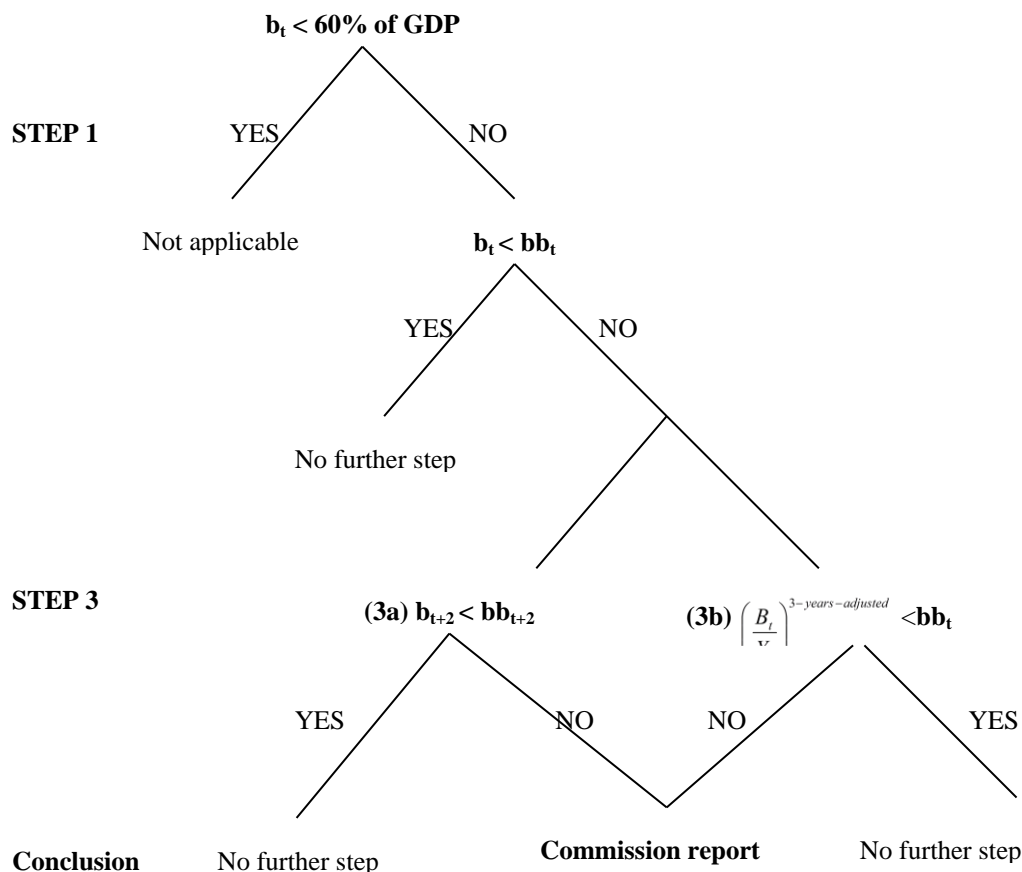 bₜ < 60% of GDP
STEP 1
YES
NO
Not applicable
bₜ < bbₜ
YES
NO
No further step
STEP 3
(3a) bₜ₊₂ < bbₜ₊₂
(3b) (Bₜ)^3-years-adjusted <bbₜ
YES
NO
NO
YES
Conclusion
No further step
Commission report
No further step